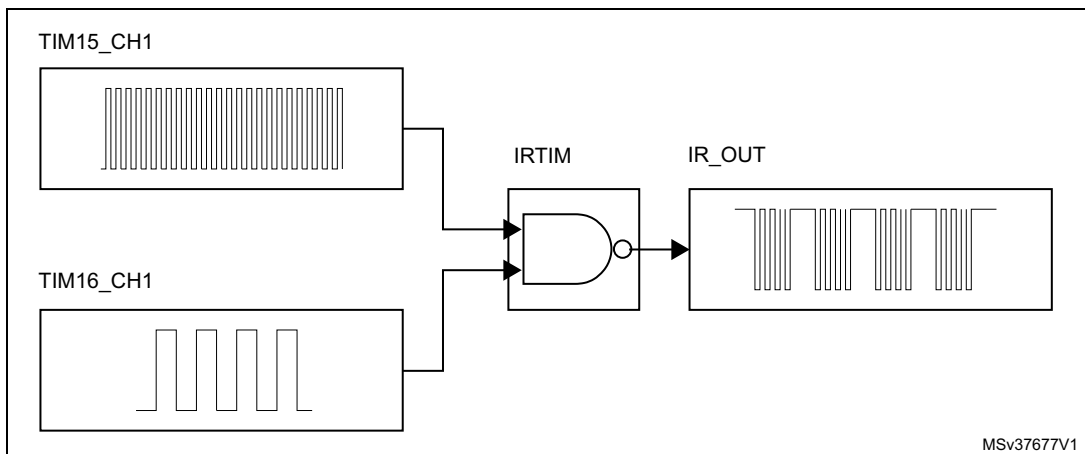 TIM15_CH1
IRTIM
IR_OUT
TIM16_CH1
MSv37677V1